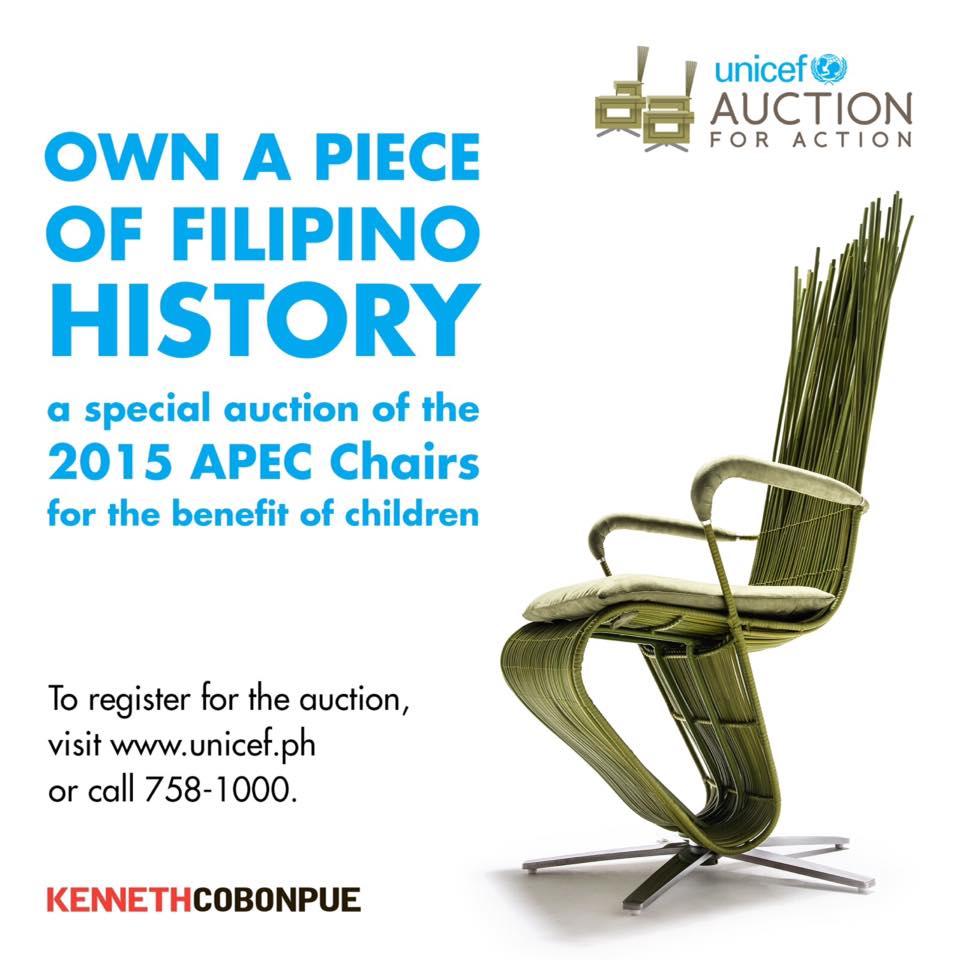 unicef
AUCTION
FOR ACTION
OWN A PIECE
OF FILIPINO
HISTORY
a special auction of the
2015 APEC Chairs
for the benefit of children
To register for the auction,
visit www.unicef.ph
or call 758-1000.
KENNETHCOBONPUE